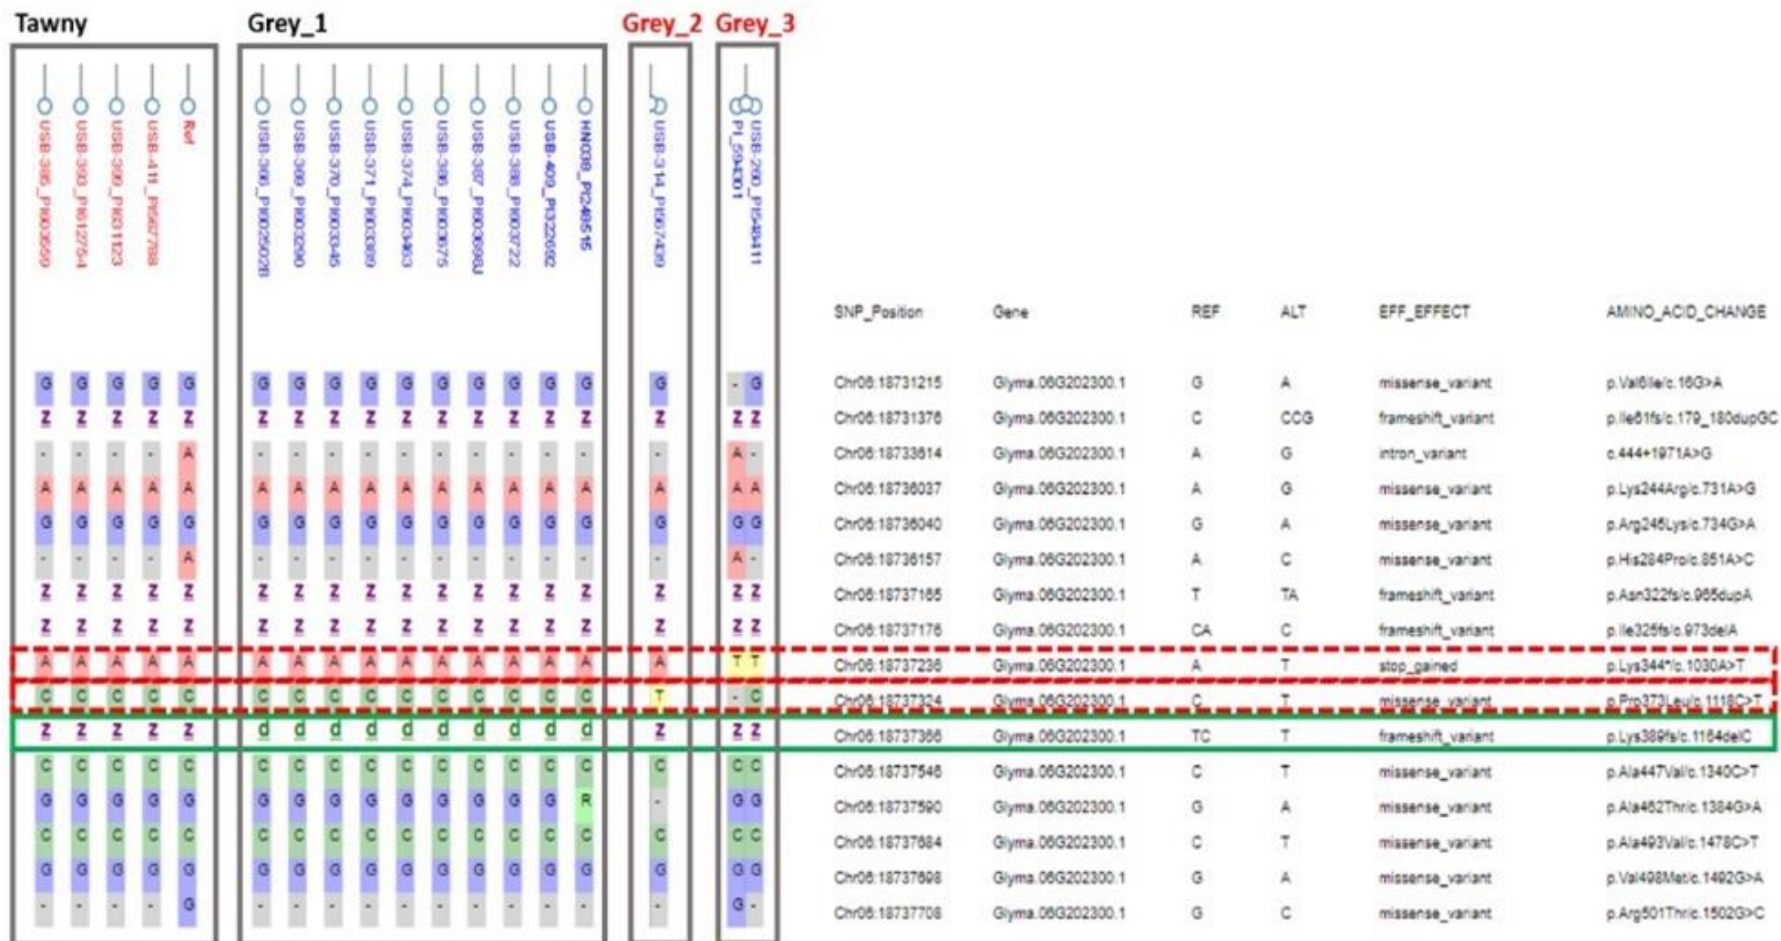 Tawny Grey_1 Grey_2 Grey_3
Ref
USB-370_PI603345
USB-388_PI603722
USB-314_PI567439
SNP_Position Gene REF ALT EFF_EFFECT AMINO_ACID_CHANGE
G G G G G G G G G G G G G G G G - G Chr06:18731215 Glyma.06G202300.1 G A missense_variant p.Val6Ile/c.16G>A
Z Z Z Z Z Z Z Z Z Z Z Z Z Z Z Z Z Z Chr06:18731376 Glyma.06G202300.1 C CCG frameshift_variant p.Ile61fs/c.179_180dupGC
- - - - A - - - - - - - - - - - A - Chr06:18733614 Glyma.06G202300.1 A G intron_variant c.444+1971A>G
A A A A A A A A A A A A A A A A A A Chr06:18736037 Glyma.06G202300.1 A G missense_variant p.Lys244Arg/c.731A>G
G G G G G G G G G G G G G G G G G G Chr06:18736040 Glyma.06G202300.1 G A missense_variant p.Arg245Lys/c.734G>A
- - - - A - - - - - - - - - - - A - Chr06:18736157 Glyma.06G202300.1 A C missense_variant p.His284Pro/c.851A>C
Z Z Z Z Z Z Z Z Z Z Z Z Z Z Z Z Z Z Chr06:18737165 Glyma.06G202300.1 T TA frameshift_variant p.Asn322fs/c.965dupA
Z Z Z Z Z Z Z Z Z Z Z Z Z Z Z Z Z Z Chr06:18737176 Glyma.06G202300.1 CA C frameshift_variant p.Ile325fs/c.973delA
A A A A A A A A A A A A A A A A T T Chr06:18737236 Glyma.06G202300.1 A T stop_gained p.Lys344*/c.1030A>T
C C C C C C C C C C C C C C C T - C Chr06:18737324 Glyma.06G202300.1 C T missense_variant p.Pro373Leu/c.1118C>T
Z Z Z Z Z d d d d d d d d d d Z Z Z Chr06:18737366 Glyma.06G202300.1 TC T frameshift_variant p.Lys389fs/c.1164delC
C C C C C C C C C C C C C C C C C C Chr06:18737546 Glyma.06G202300.1 C T missense_variant p.Ala447Val/c.1340C>T
G G G G G G G G G G G G G G R - G G Chr06:18737590 Glyma.06G202300.1 G A missense_variant p.Ala462Thr/c.1384G>A
C C C C C C C C C C C C C C C C C C Chr06:18737684 Glyma.06G202300.1 C T missense_variant p.Ala493Val/c.1478C>T
G G G G G G G G G G G G G G G G G G Chr06:18737698 Glyma.06G202300.1 G A missense_variant p.Val498Met/c.1492G>A
- - - - G - - - - - - - - - - - G - Chr06:18737708 Glyma.06G202300.1 G C missense_variant p.Arg501Thr/c.1502G>C